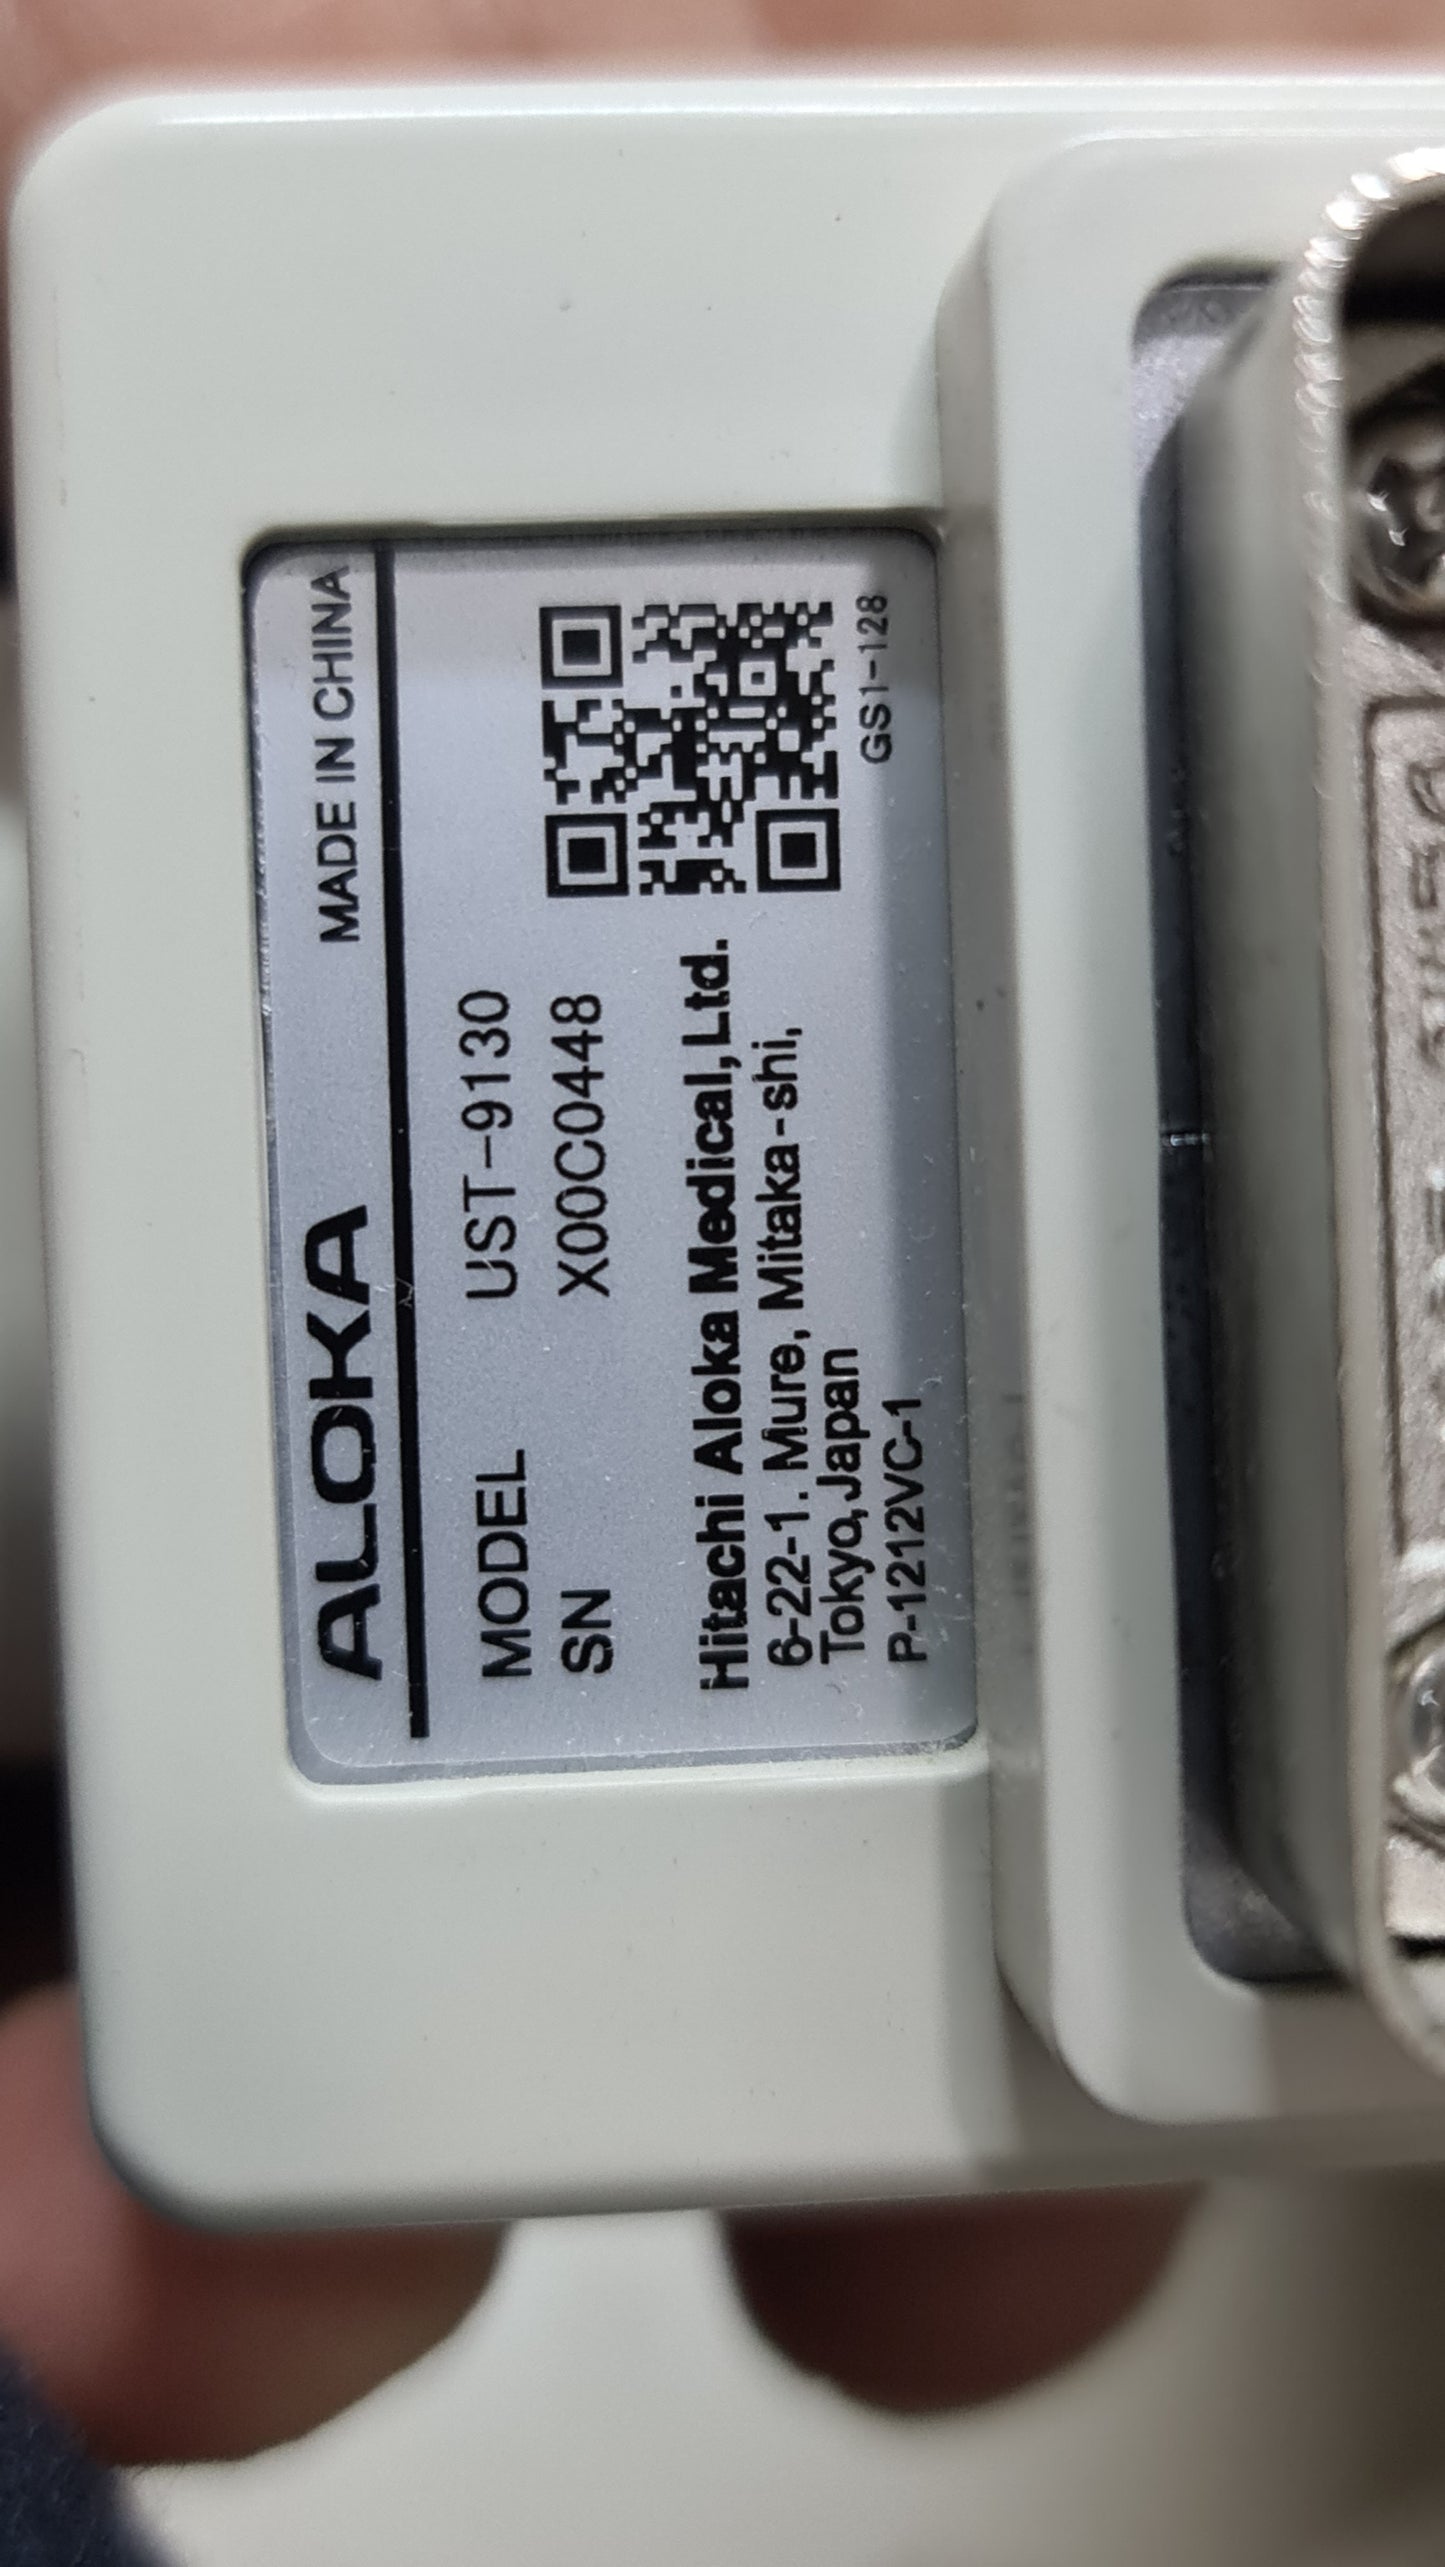 ALOKA MADE IN CHINA
MODEL UST-9130
SN X00C0448
Hitachi Aloka Medical,Ltd.
6-22-1. Mure, Mitaka-shi,
Tokyo,Japan
P-1212VC-1
GS1-128